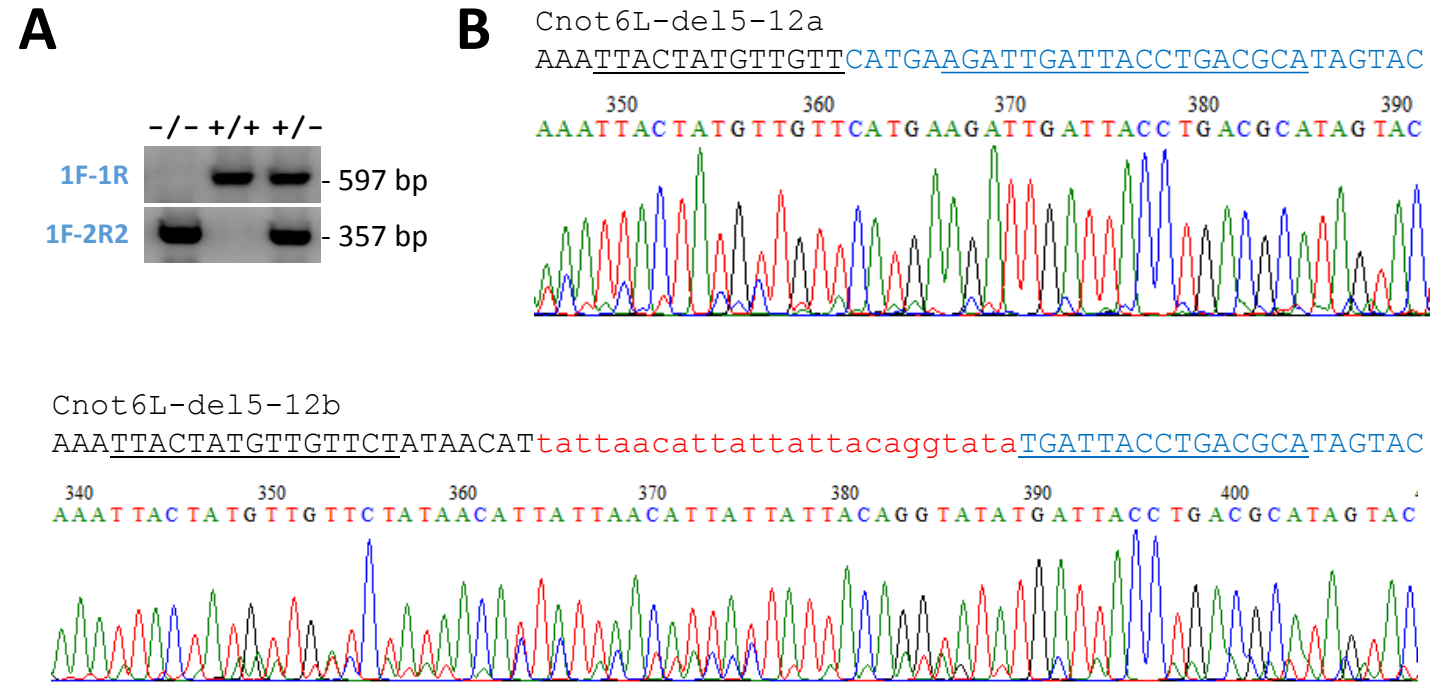 A
-/- +/+ +/-
1F-1R - 597 bp
1F-2R2 - 357 bp
B
Cnot6L-del5-12a
AAATTACTATGTTGTTCATGAAGATTGATTACCTGACGCATAGTAC
350 360 370 380 390
AAATTACTATGTTGTTCATGAAGATTGATTACCTGACGCATAGTAC
Cnot6L-del5-12b
AAATTACTATGTTGTTCTATAACATtattaacattattattacaggtataTGATTACCTGACGCATAGTAC
340 350 360 370 380 390 400
AAATTACTATGTTGTTCTATAACATTATTAACATTATTATTACAGGTATATGATTACCTGACGCATAGTAC